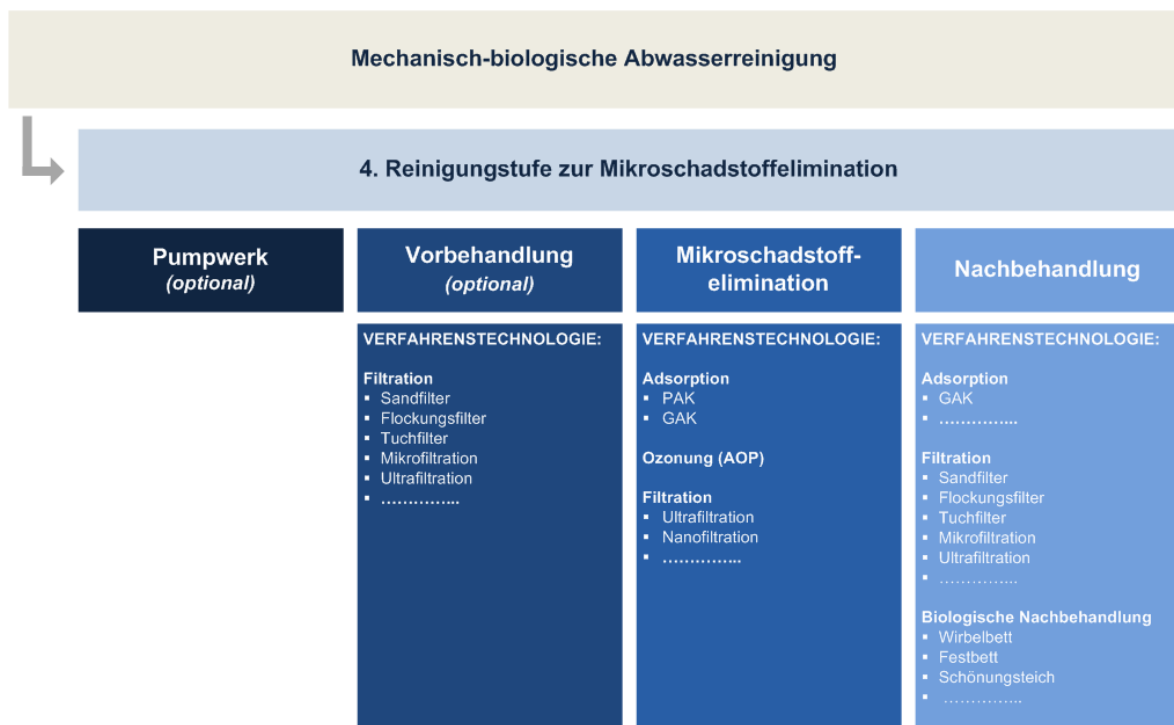 Mechanisch-biologische Abwasserreinigung
4. Reinigungstufe zur Mikroschadstoffelimination
Pumpwerk
(optional)
Vorbehandlung
(optional)
Mikroschadstoff-
elimination
Nachbehandlung
VERFAHRENSTECHNOLOGIE:
Filtration
▪ Sandfilter
▪ Flockungsfilter
▪ Tuchfilter
▪ Mikrofiltration
▪ Ultrafiltration
▪ …………...
VERFAHRENSTECHNOLOGIE:
Adsorption
▪ PAK
▪ GAK
Ozonung (AOP)
Filtration
▪ Ultrafiltration
▪ Nanofiltration
▪ …………...
VERFAHRENSTECHNOLOGIE:
Adsorption
▪ GAK
▪ …………...
Filtration
▪ Sandfilter
▪ Flockungsfilter
▪ Tuchfilter
▪ Mikrofiltration
▪ Ultrafiltration
▪ …………...
Biologische Nachbehandlung
▪ Wirbelbett
▪ Festbett
▪ Schönungsteich
▪ …………...